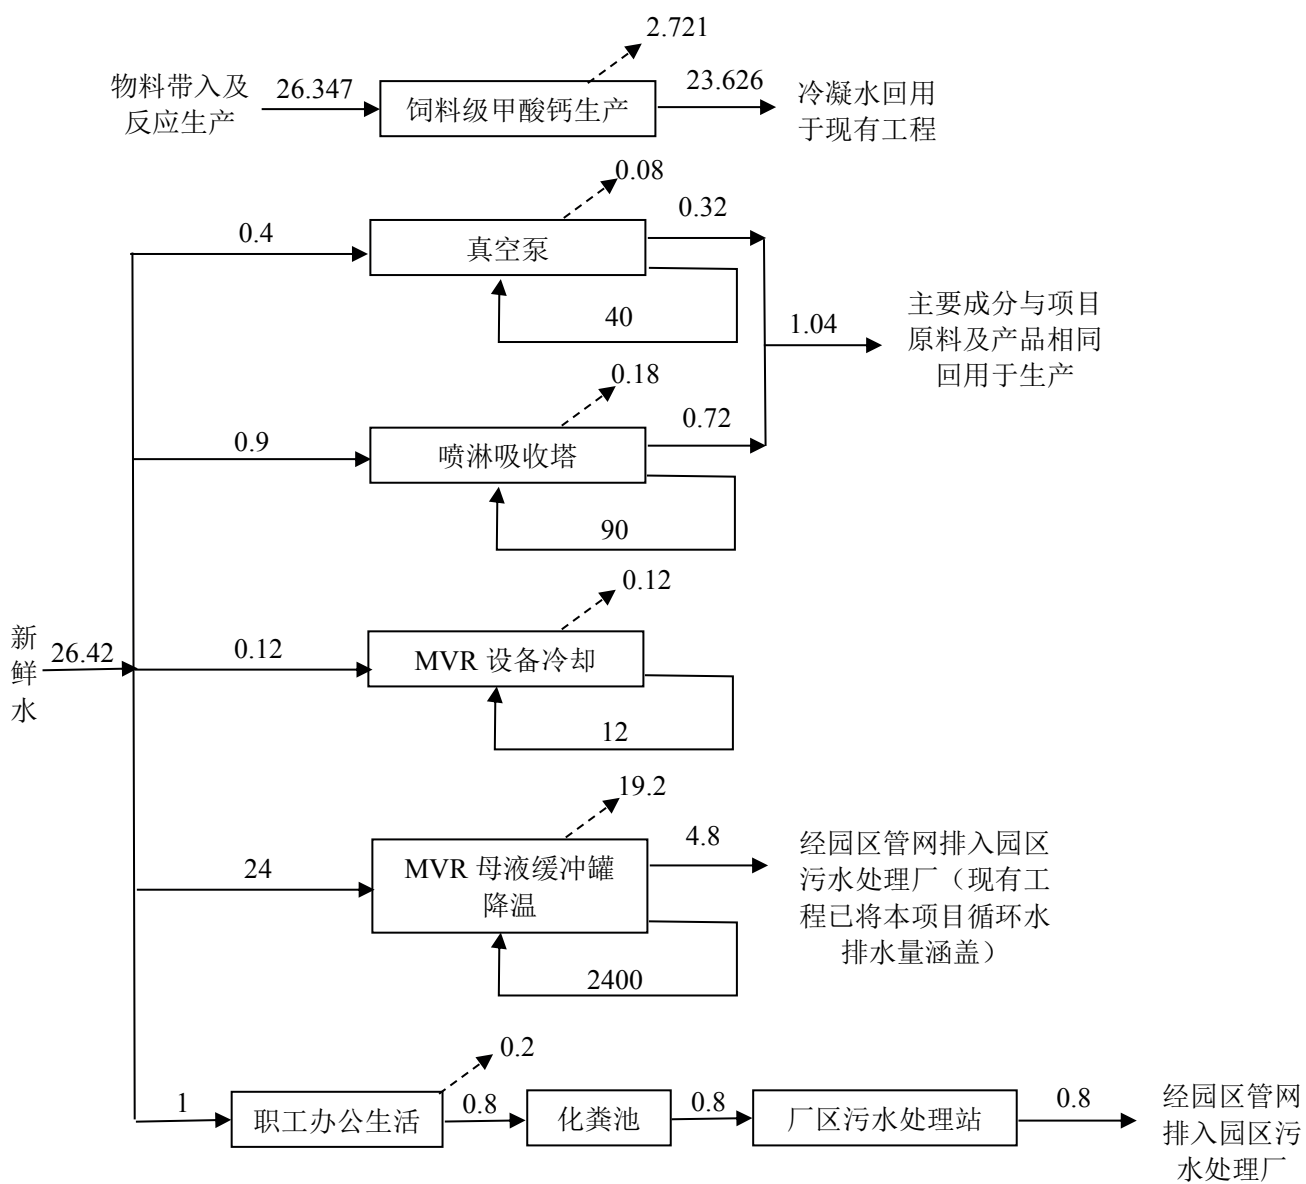 2.721
物料带入及
反应生产
26.347
饲料级甲酸钙生产
23.626
冷凝水回用
于现有工程
0.08
0.4
真空泵
0.32
40
主要成分与项目
原料及产品相同
回用于生产
1.04
0.18
0.9
喷淋吸收塔
0.72
90
0.12
新
鲜
水
26.42
0.12
MVR 设备冷却
12
19.2
24
MVR 母液缓冲罐
降温
4.8
经园区管网排入园区
污水处理厂（现有工
程已将本项目循环水
排水量涵盖）
2400
0.2
1
职工办公生活
0.8
化粪池
0.8
厂区污水处理站
0.8
经园区管网
排入园区污
水处理厂